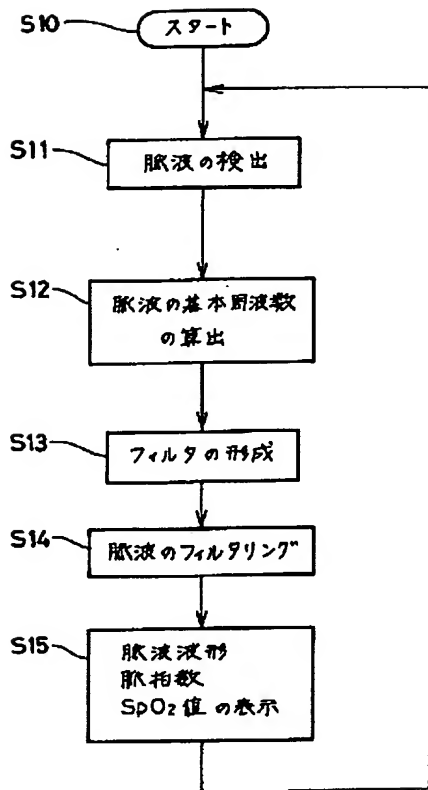 S10
スタート
S11
脈波の検出
S12
脈波の基本周波数
の算出
S13
フィルタの形成
S14
脈波のフィルタリング
S15
脈波波形
脈拍数
SpO₂値の表示